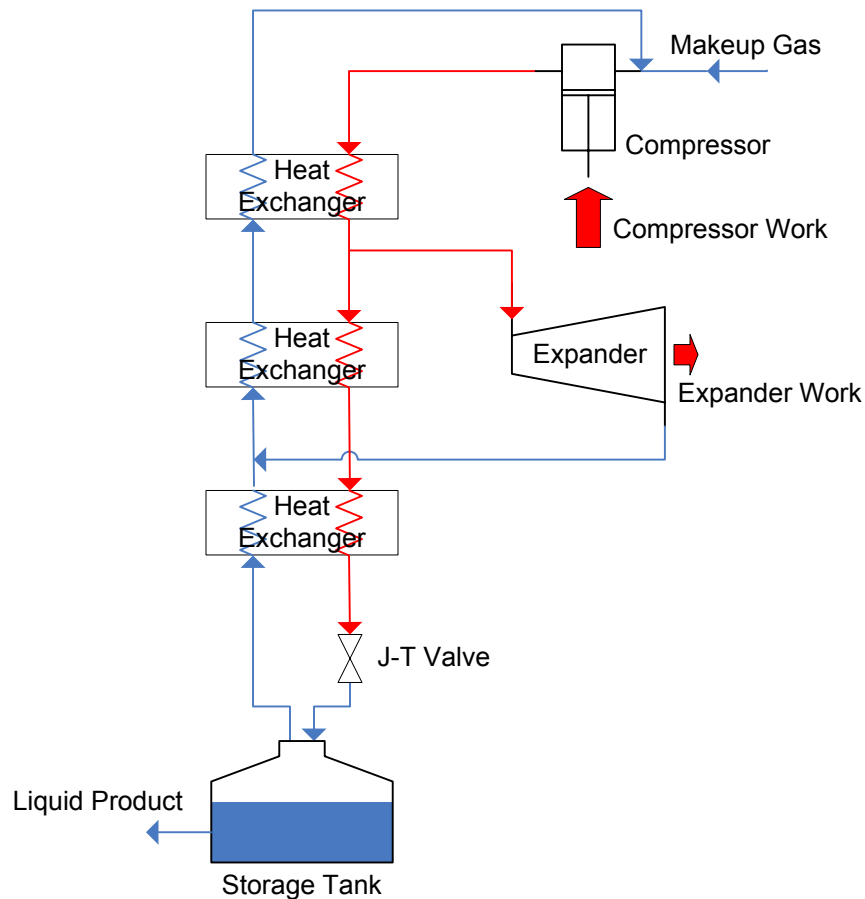 Makeup Gas
Compressor
Heat
Exchanger
Compressor Work
Heat
Exchanger
Expander
Expander Work
Heat
Exchanger
J-T Valve
Liquid Product
Storage Tank